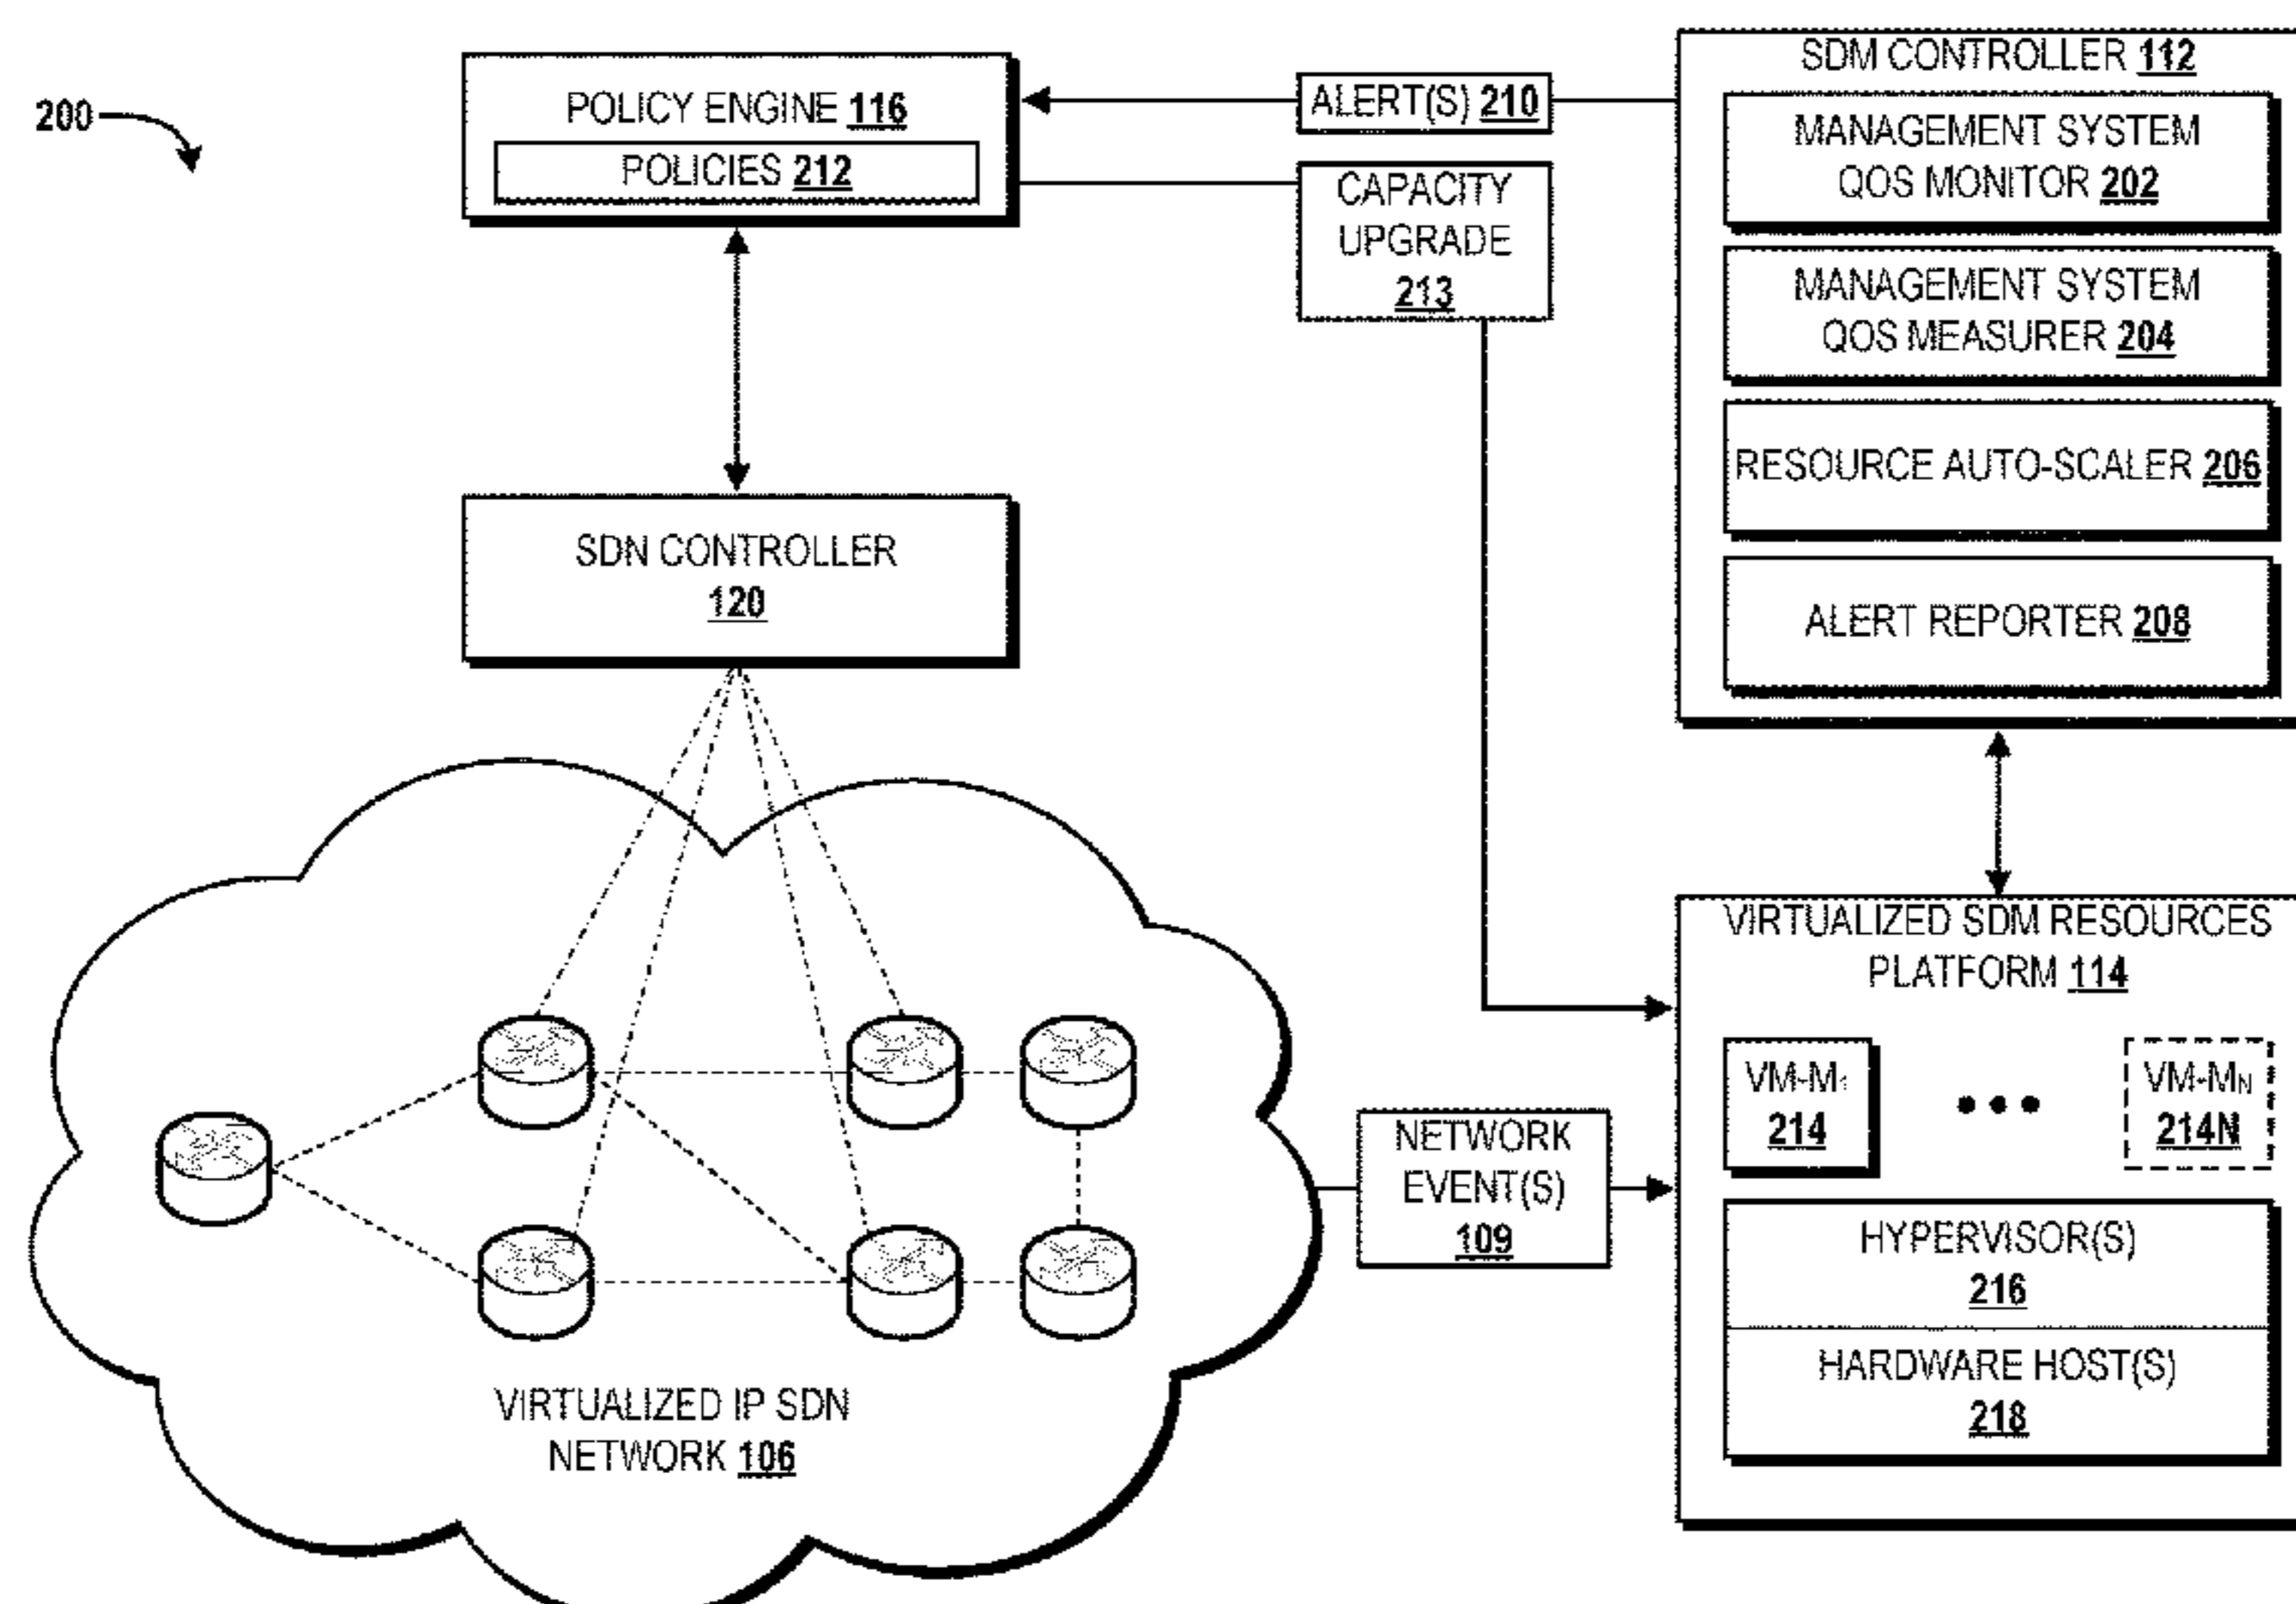 200
POLICY ENGINE 116
POLICIES 212
ALERT(S) 210
CAPACITY
UPGRADE
213
SDM CONTROLLER 112
MANAGEMENT SYSTEM
QOS MONITOR 202
MANAGEMENT SYSTEM
QOS MEASURER 204
RESOURCE AUTO-SCALER 206
ALERT REPORTER 208
SDN CONTROLLER
120
VIRTUALIZED SDM RESOURCES
PLATFORM 114
VM-M1
214
VM-MN
214N
HYPERVISOR(S)
216
HARDWARE HOST(S)
218
NETWORK
EVENT(S)
109
VIRTUALIZED IP SDN
NETWORK 106